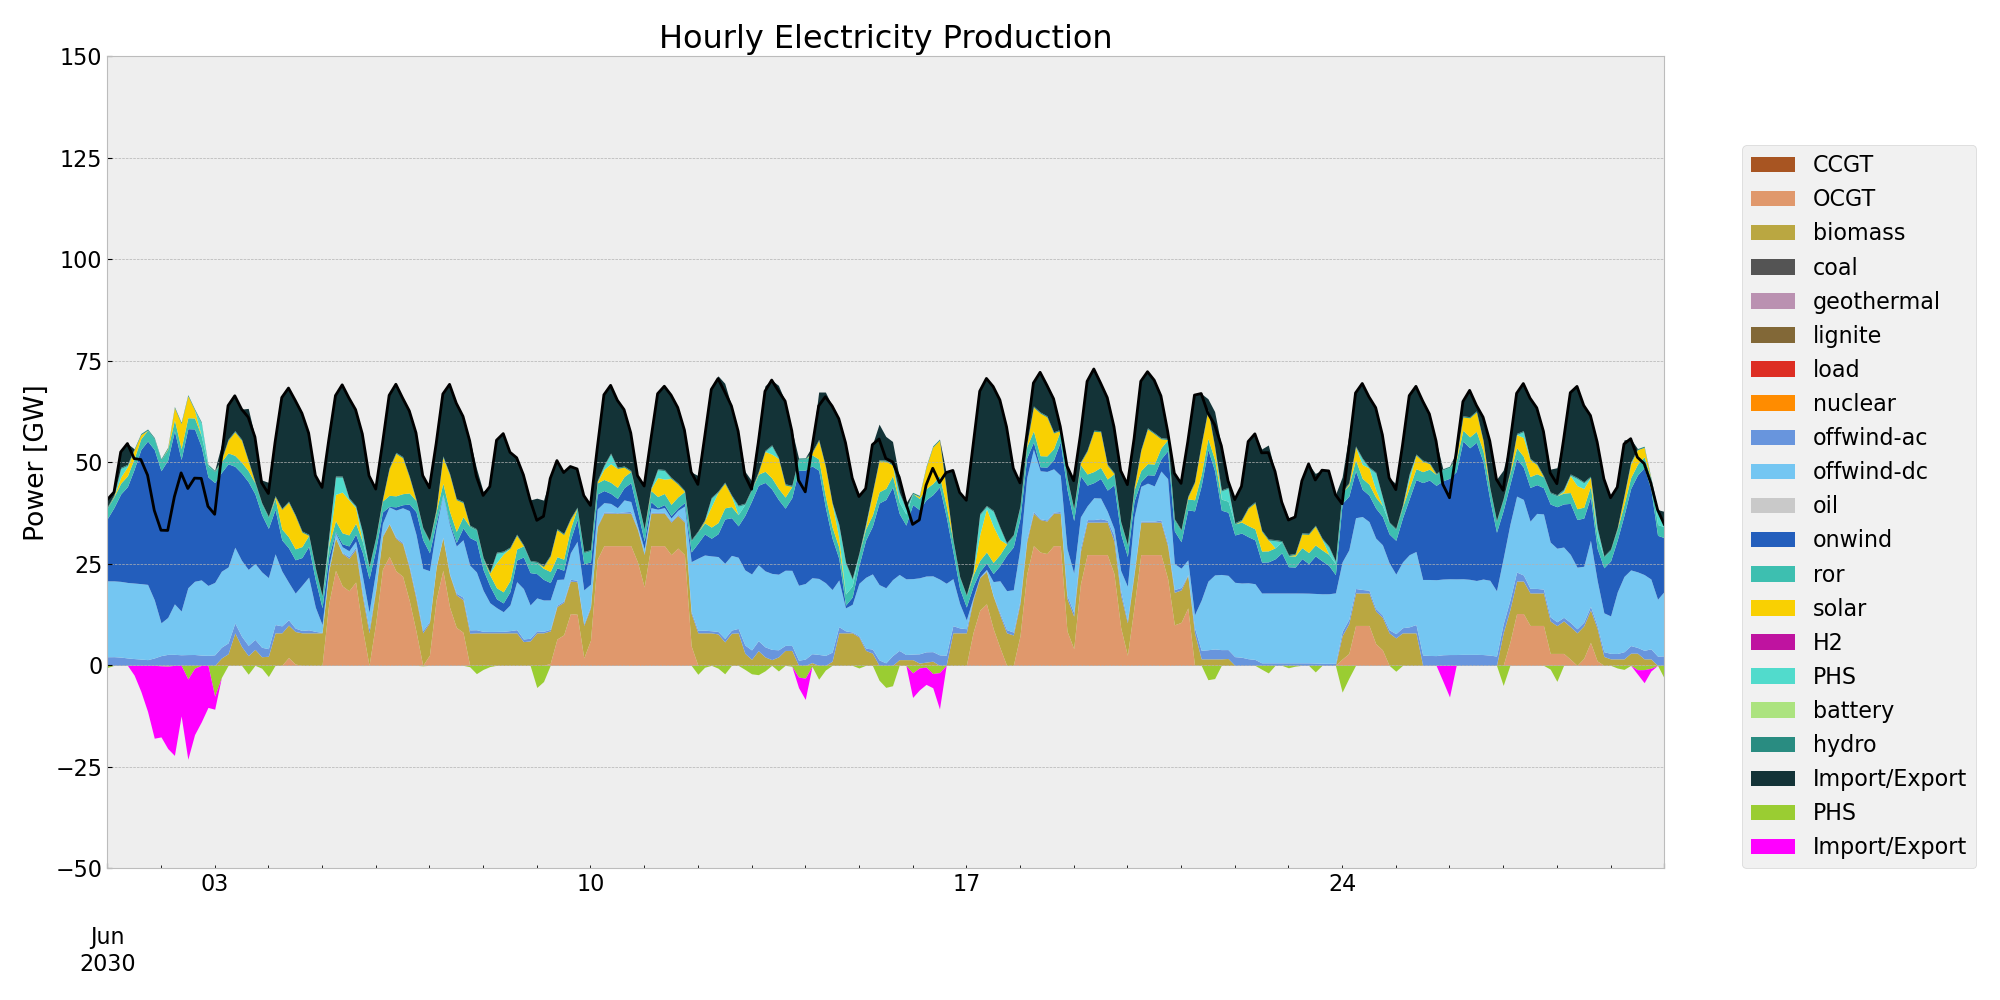 Hourly Electricity Production
Power [GW]
150
125
100
75
50
25
0
−25
−50
03
10
17
24
Jun
2030
CCGT
OCGT
biomass
coal
geothermal
lignite
load
nuclear
offwind-ac
offwind-dc
oil
onwind
ror
solar
H2
PHS
battery
hydro
Import/Export
PHS
Import/Export